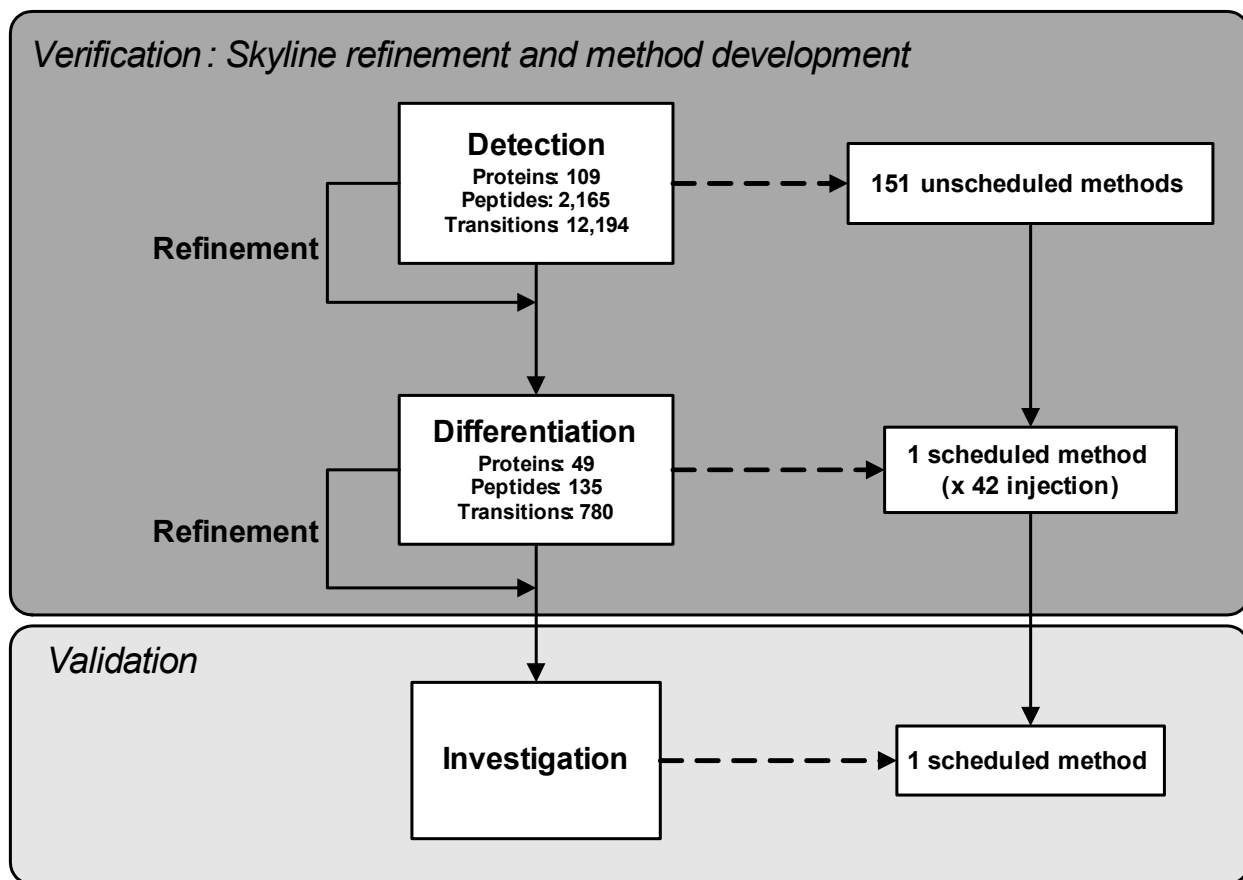 Verification : Skyline refinement and method development
Detection
Proteins: 109
Peptides: 2,165
Transitions: 12,194
151 unscheduled methods
Refinement
Differentiation
Proteins: 49
Peptides: 135
Transitions: 780
1 scheduled method
(x 42 injection)
Refinement
Validation
Investigation
1 scheduled method